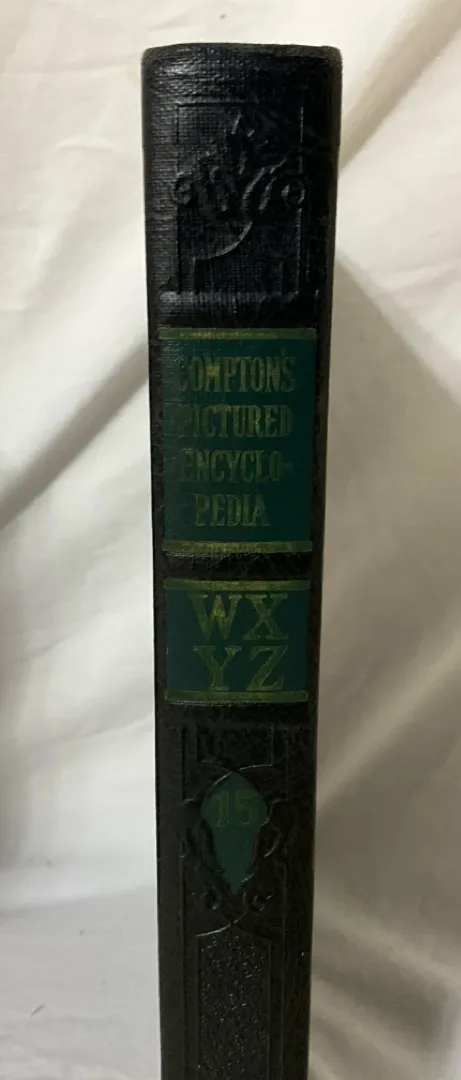 COMPTON'S
PICTURED
ENCYCLO-
PEDIA
WX
YZ
15